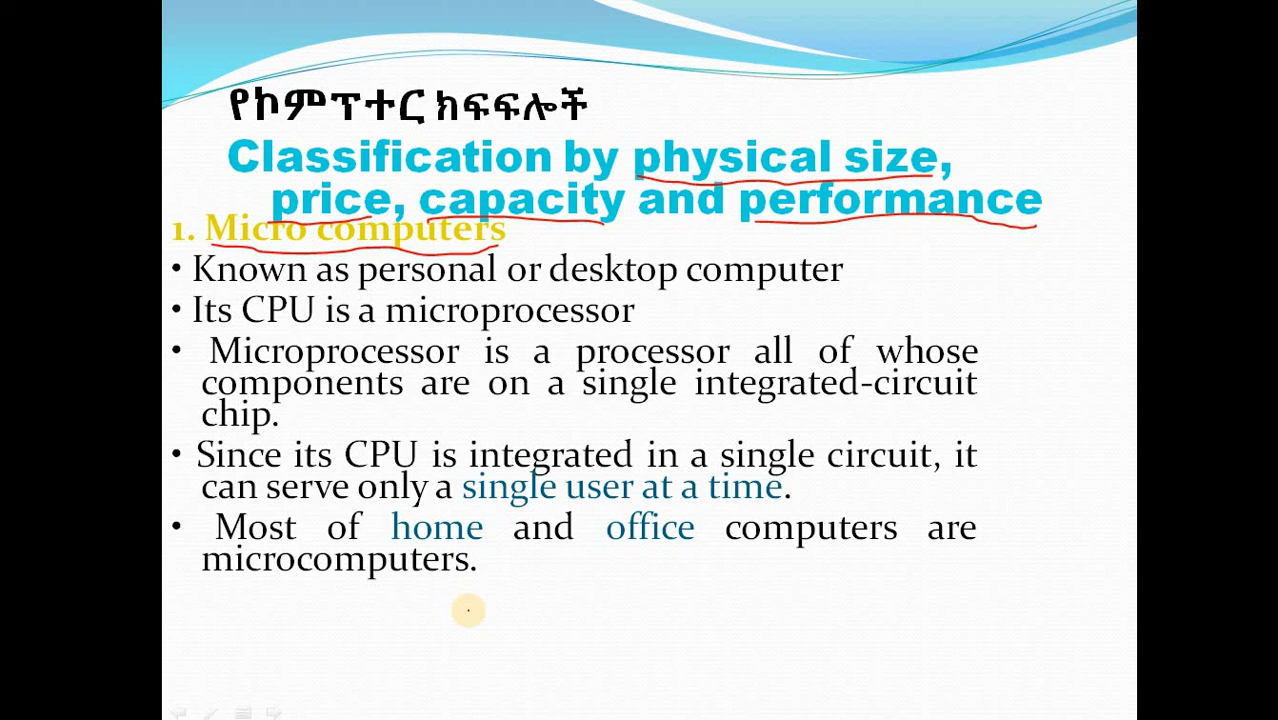 የኮምፕተር ክፍፍሎች
Classification by physical size,
price, capacity and performance
1. Micro computers
• Known as personal or desktop computer
• Its CPU is a microprocessor
• Microprocessor is a processor all of whose
components are on a single integrated-circuit
chip.
• Since its CPU is integrated in a single circuit, it
can serve only a single user at a time.
• Most of home and office computers are
microcomputers.